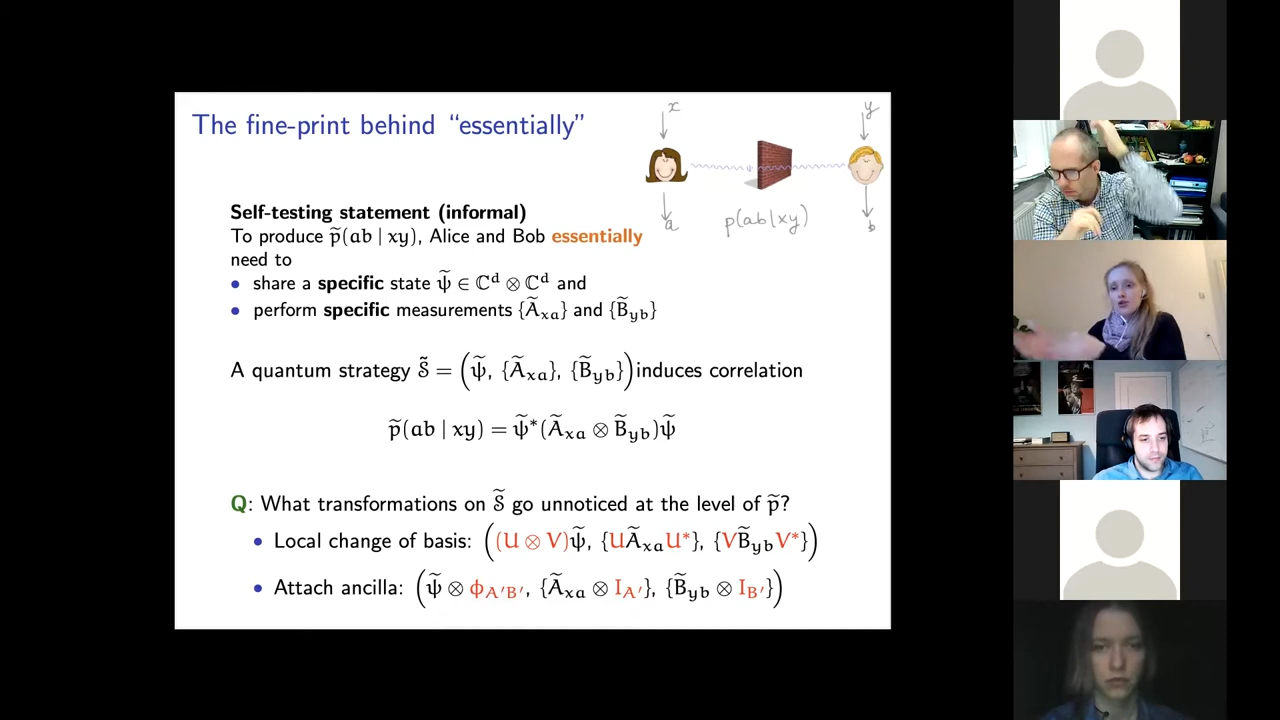 The fine-print behind “essentially”
x
y
a
p(ab|xy)
b
Self-testing statement (informal)
To produce p̃(ab | xy), Alice and Bob essentially
need to
• share a specific state ψ̃ ∈ ℂᵈ ⊗ ℂᵈ and
• perform specific measurements {Ã_xa} and {B̃_yb}
A quantum strategy S̃ = (ψ̃, {Ã_xa}, {B̃_yb}) induces correlation
p̃(ab | xy) = ψ̃*(Ã_xa ⊗ B̃_yb)ψ̃
Q: What transformations on S̃ go unnoticed at the level of p̃?
• Local change of basis: ((U ⊗ V)ψ̃, {UÃ_xaU*}, {VB̃_ybV*})
• Attach ancilla: (ψ̃ ⊗ ϕ_A′B′, {Ã_xa ⊗ I_A′}, {B̃_yb ⊗ I_B′})